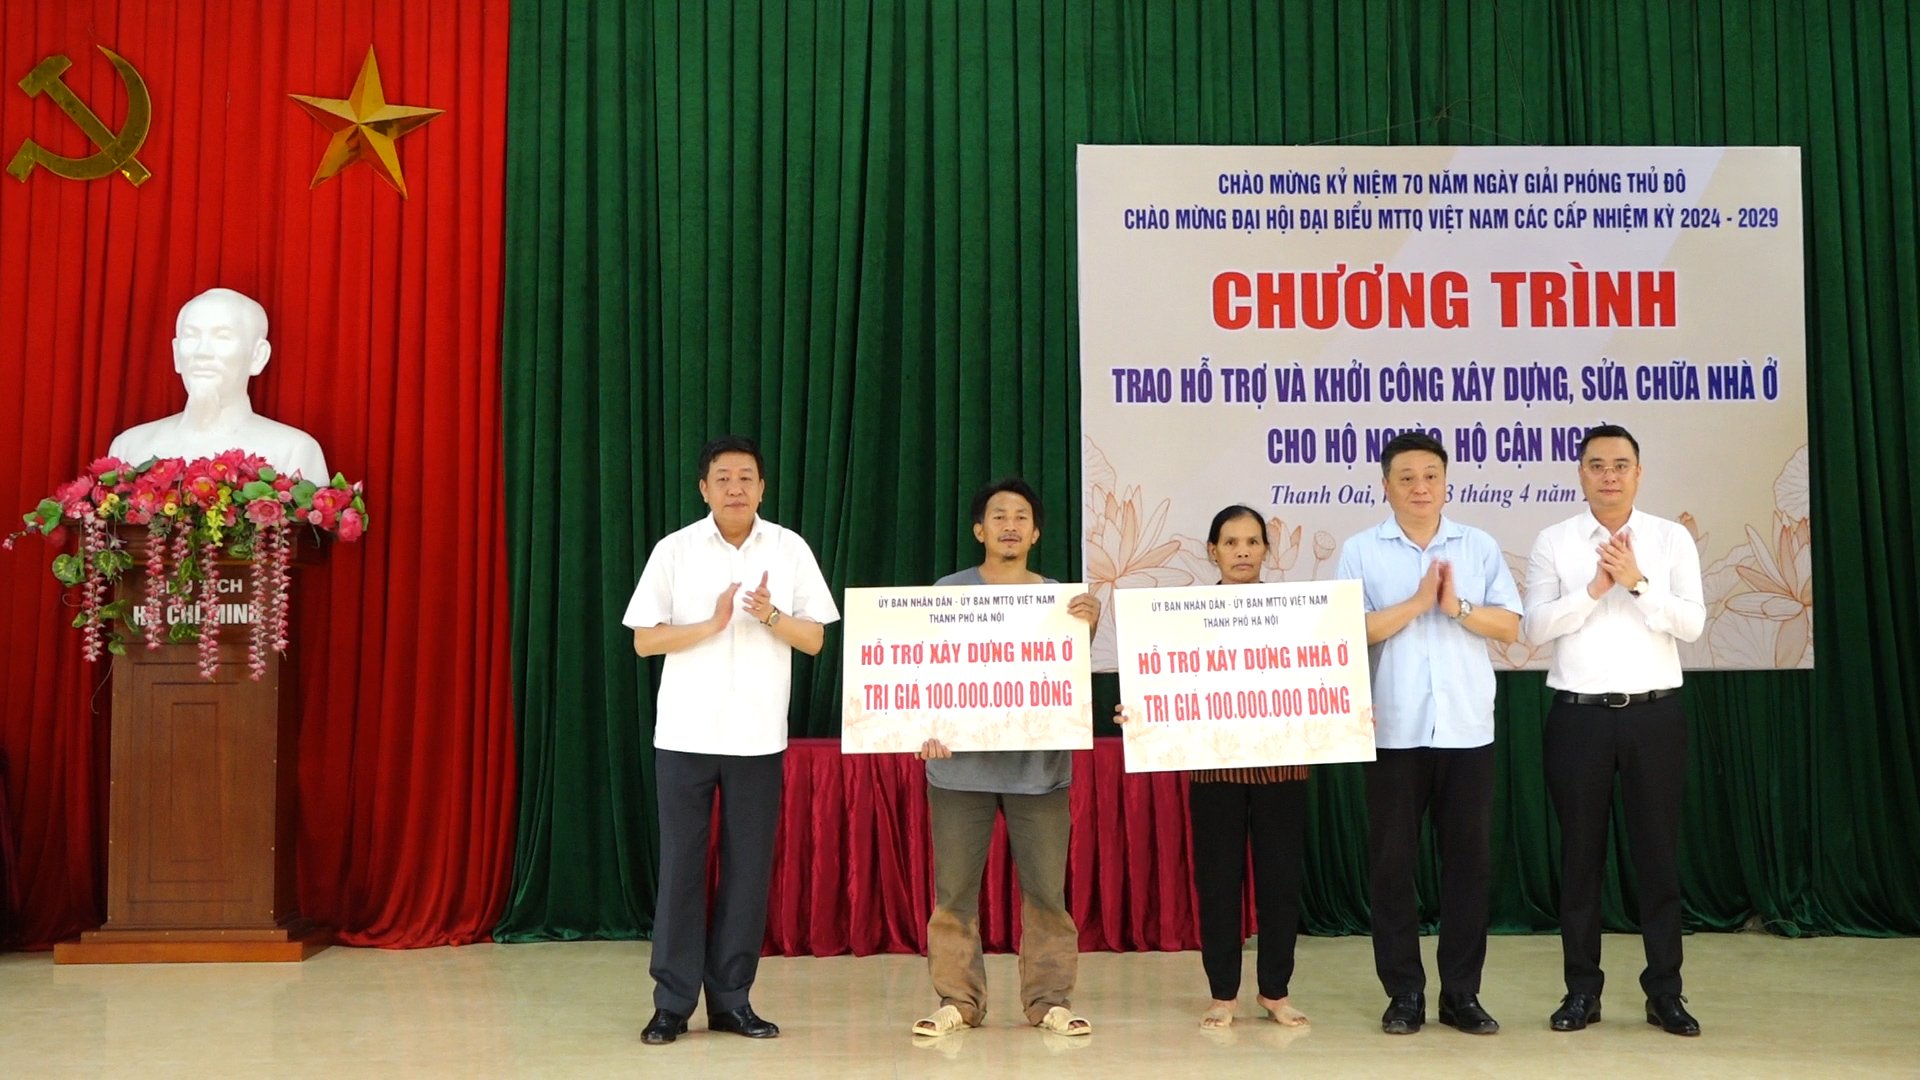 CHÀO MỪNG KỶ NIỆM 70 NĂM NGÀY GIẢI PHÓNG THỦ ĐÔ
CHÀO MỪNG ĐẠI HỘI ĐẠI BIỂU MTTQ VIỆT NAM CÁC CẤP NHIỆM KỲ 2024 - 2029
CHƯƠNG TRÌNH
TRAO HỖ TRỢ VÀ KHỞI CÔNG XÂY DỰNG, SỬA CHỮA NHÀ Ở
CHO HỘ HỘ CẬN
Thanh Oai, tháng 4 năm
HỒ CHÍ MINH
ỦY BAN NHÂN DÂN - ỦY BAN MTTQ VIỆT NAM
THÀNH PHỐ HÀ NỘI
HỖ TRỢ XÂY DỰNG NHÀ Ở
TRỊ GIÁ 100.000.000 ĐỒNG
ỦY BAN NHÂN DÂN - ỦY BAN MTTQ VIỆT NAM
THÀNH PHỐ HÀ NỘI
HỖ TRỢ XÂY DỰNG NHÀ Ở
TRỊ GIÁ 100.000.000 ĐỒNG